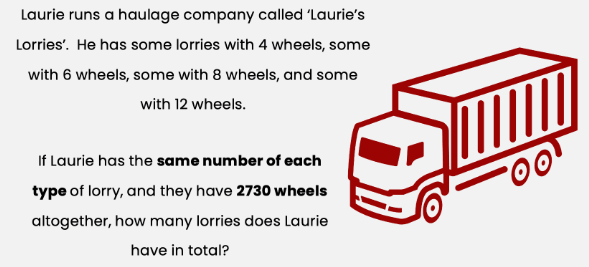 Laurie runs a haulage company called ‘Laurie’s
Lorries’. He has some lorries with 4 wheels, some
with 6 wheels, some with 8 wheels, and some
with 12 wheels.
If Laurie has the same number of each
type of lorry, and they have 2730 wheels
altogether, how many lorries does Laurie
have in total?